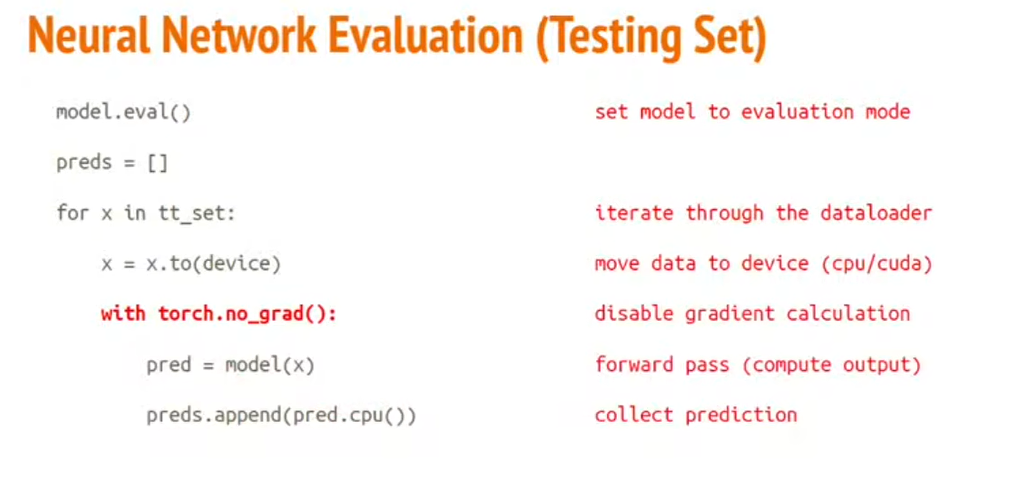 Neural Network Evaluation (Testing Set)
model.eval() set model to evaluation mode
preds = []
for x in tt_set: iterate through the dataloader
x = x.to(device) move data to device (cpu/cuda)
with torch.no_grad(): disable gradient calculation
pred = model(x) forward pass (compute output)
preds.append(pred.cpu()) collect prediction